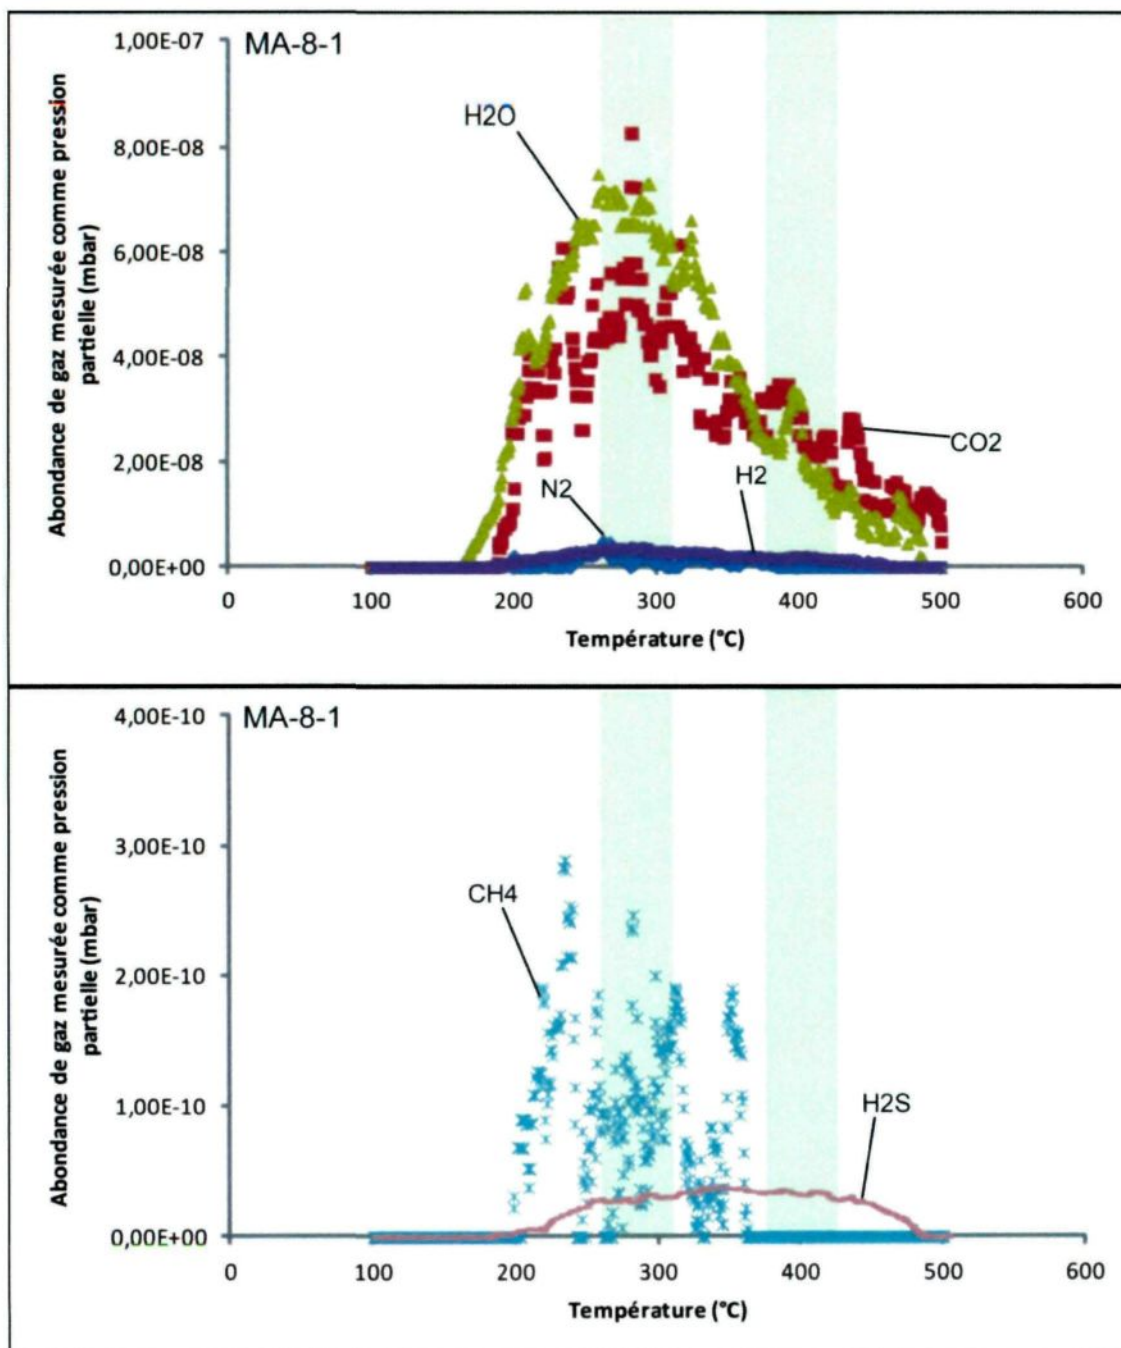 MA-8-1
Abondance de gaz mesurée comme pression
partielle (mbar)
1,00E-07
8,00E-08
6,00E-08
4,00E-08
2,00E-08
0,00E+00
H2O
N2
H2
CO2
0 100 200 300 400 500 600
Température (°C)
MA-8-1
Abondance de gaz mesurée comme pression
partielle (mbar)
4,00E-10
3,00E-10
2,00E-10
1,00E-10
0,00E+00
CH4
H2S
0 100 200 300 400 500 600
Température (°C)